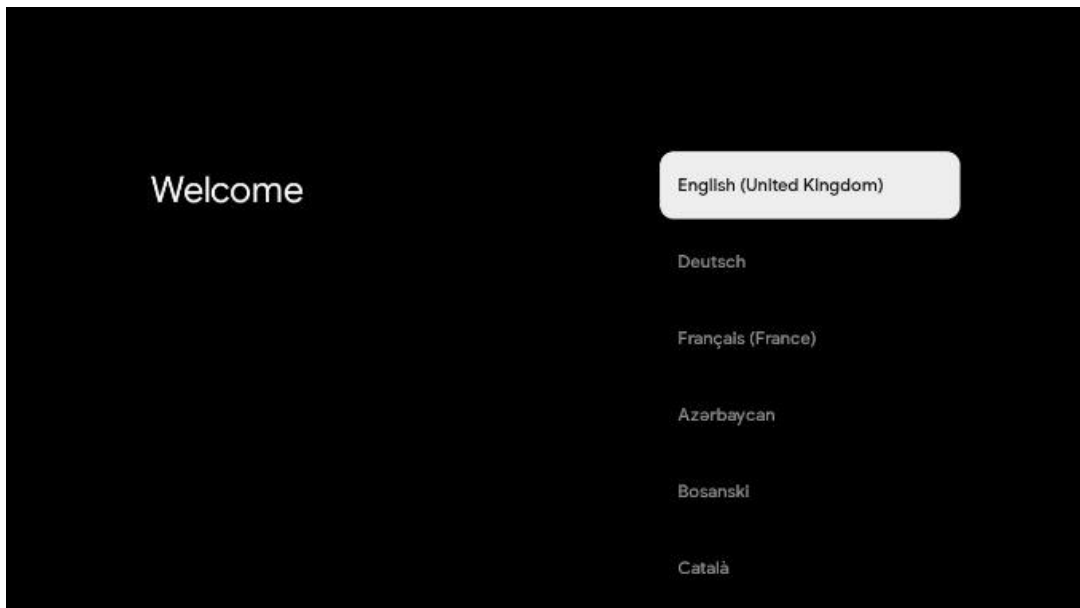 Welcome
English (United Kingdom)
Deutsch
Français (France)
Azərbaycan
Bosanski
Català